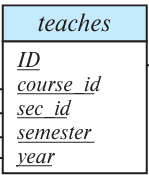 teaches
ID
course_id
sec_id
semester
year